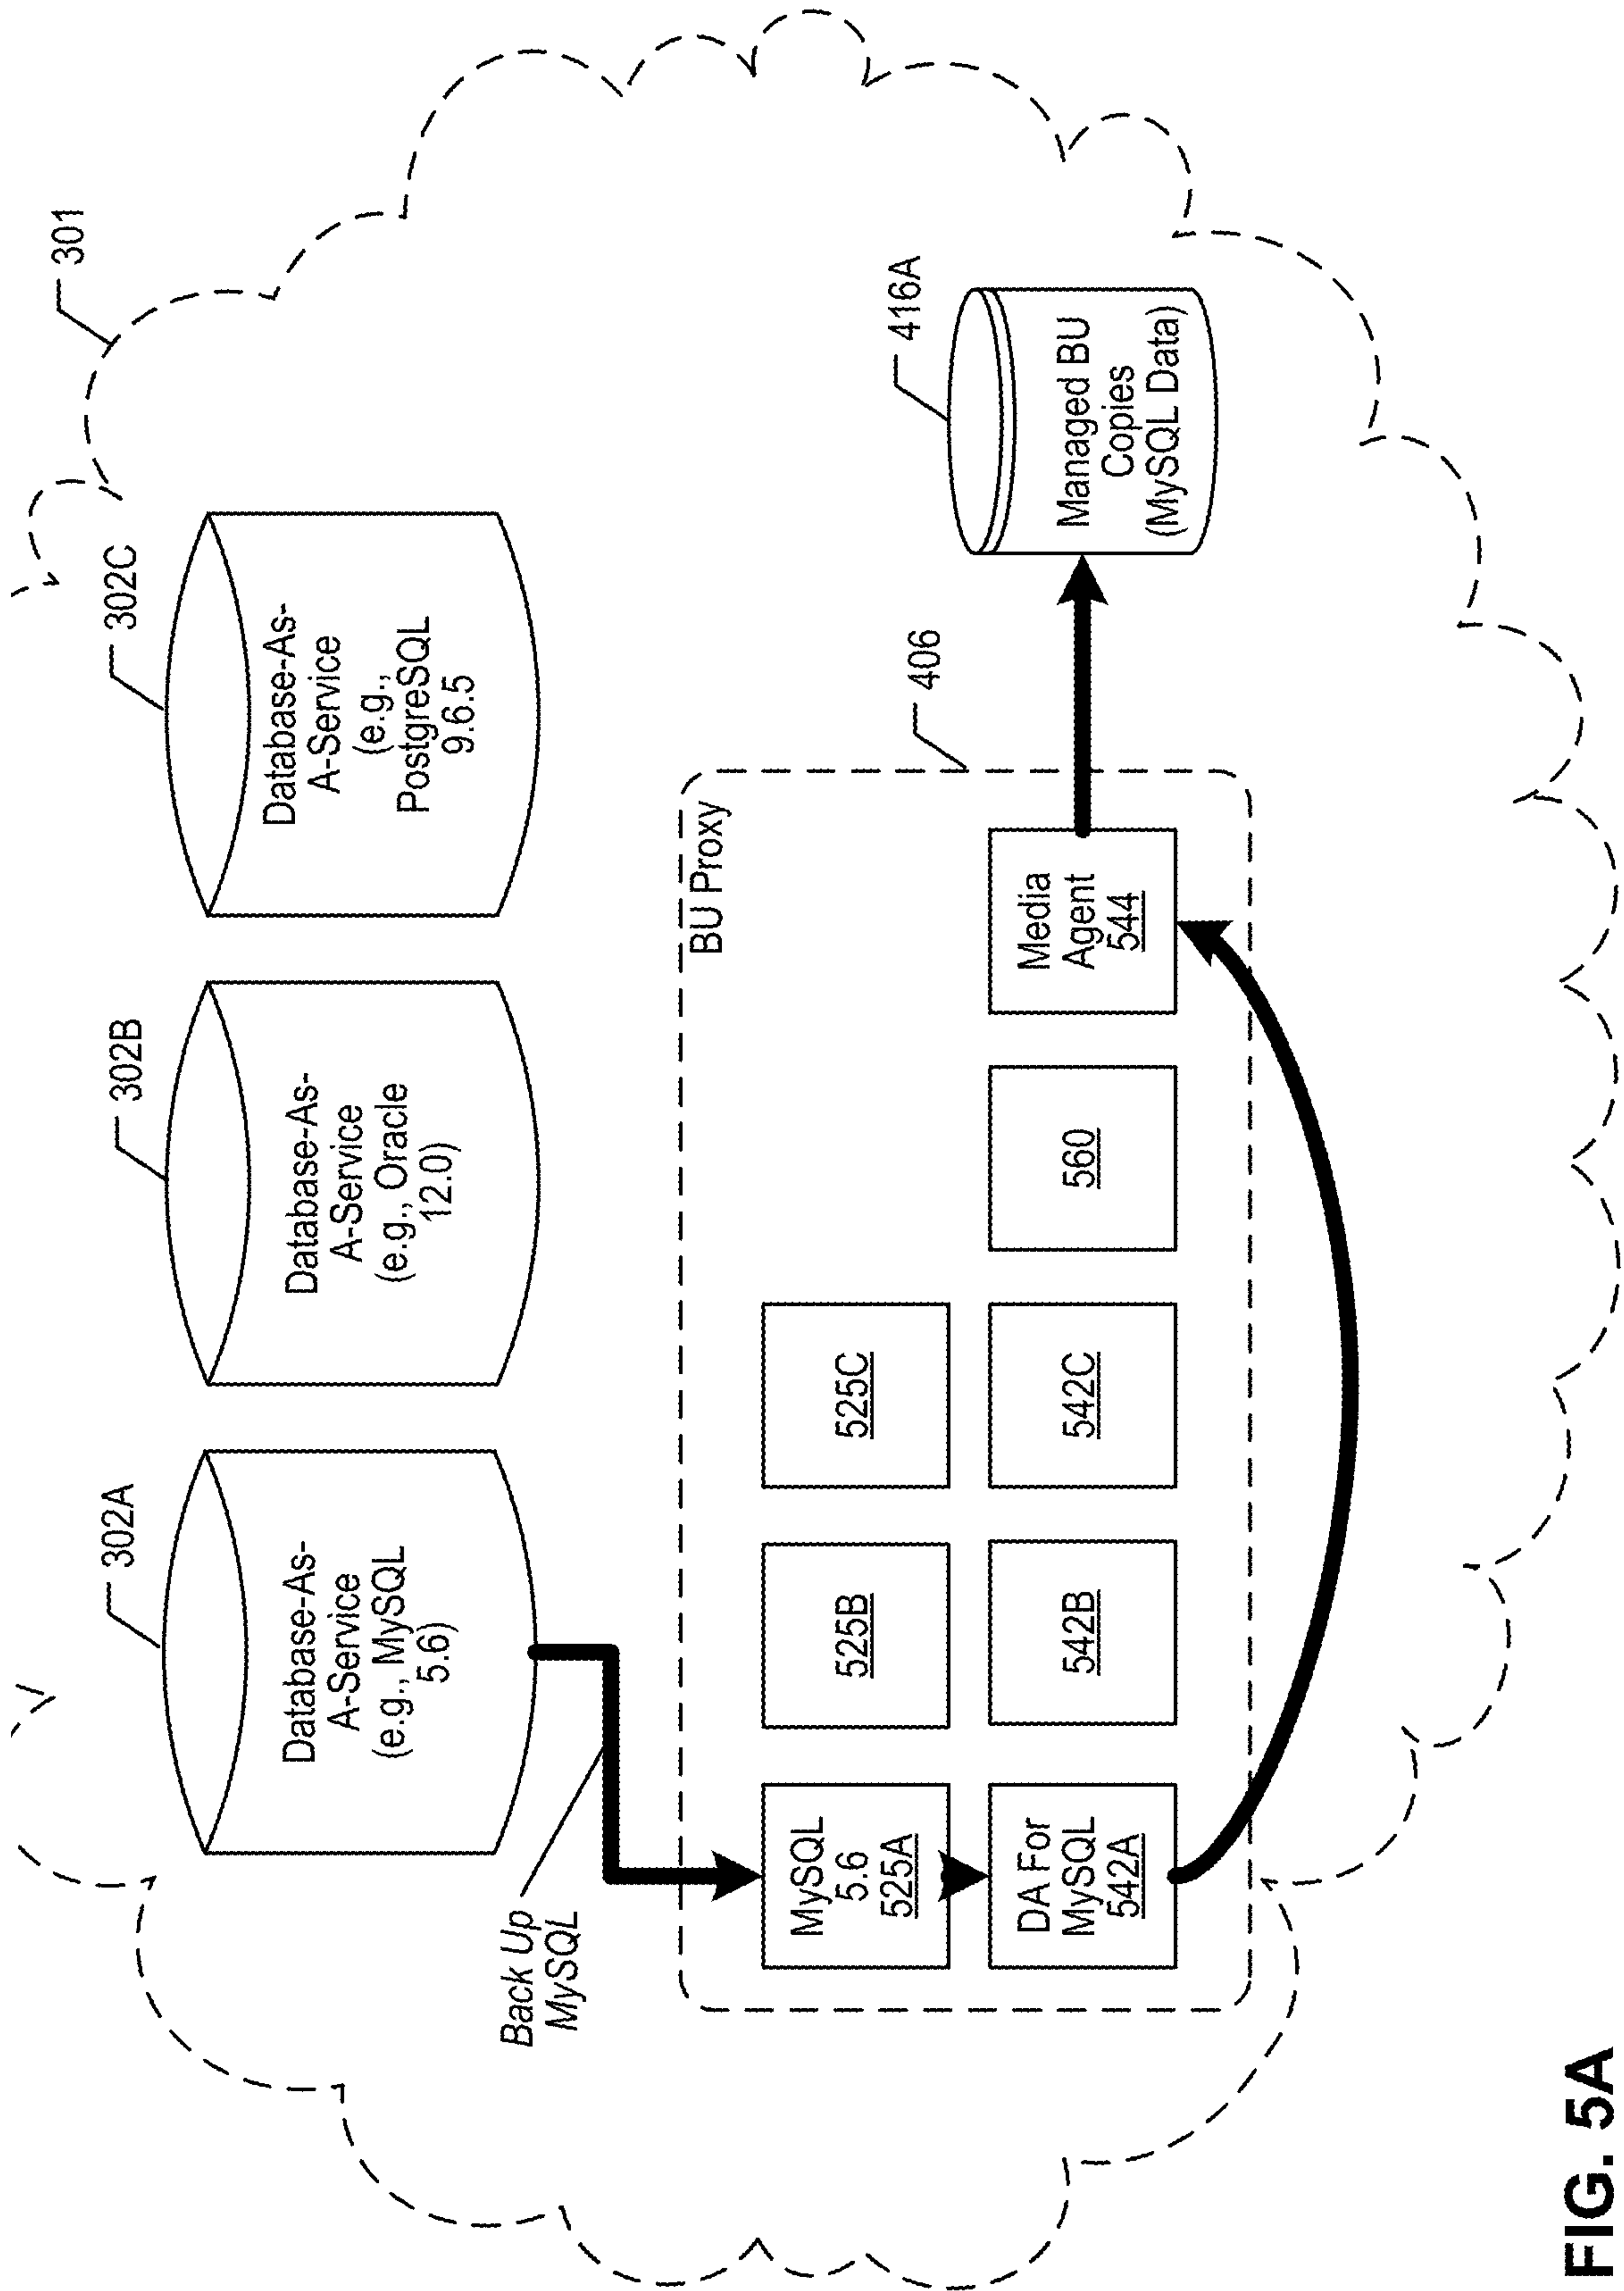 301
302A
302B
302C
Database-As-
A-Service
(e.g., MySQL
5.6)
Database-As-
A-Service
(e.g., Oracle
12.0)
Database-As-
A-Service
(e.g.,
PostgreSQL
9.6.5
Back Up
MySQL
BU Proxy
406
416A
MySQL
5.6
525A
525B
525C
DA For
MySQL
542A
542B
542C
560
Media
Agent
544
Managed BU
Copies
(MySQL Data)
FIG. 5A